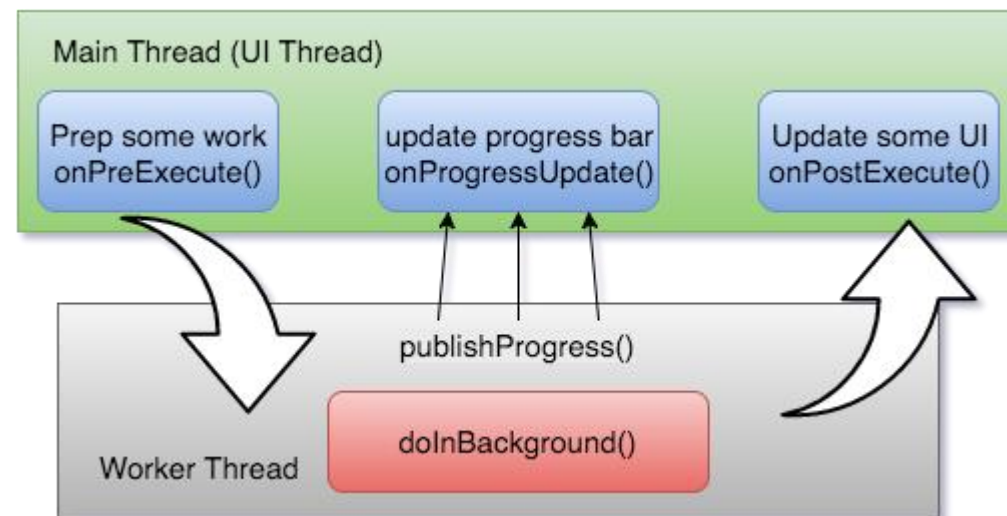 Main Thread (UI Thread)
Prep some work
onPreExecute()
update progress bar
onProgressUpdate()
Update some UI
onPostExecute()
publishProgress()
doInBackground()
Worker Thread